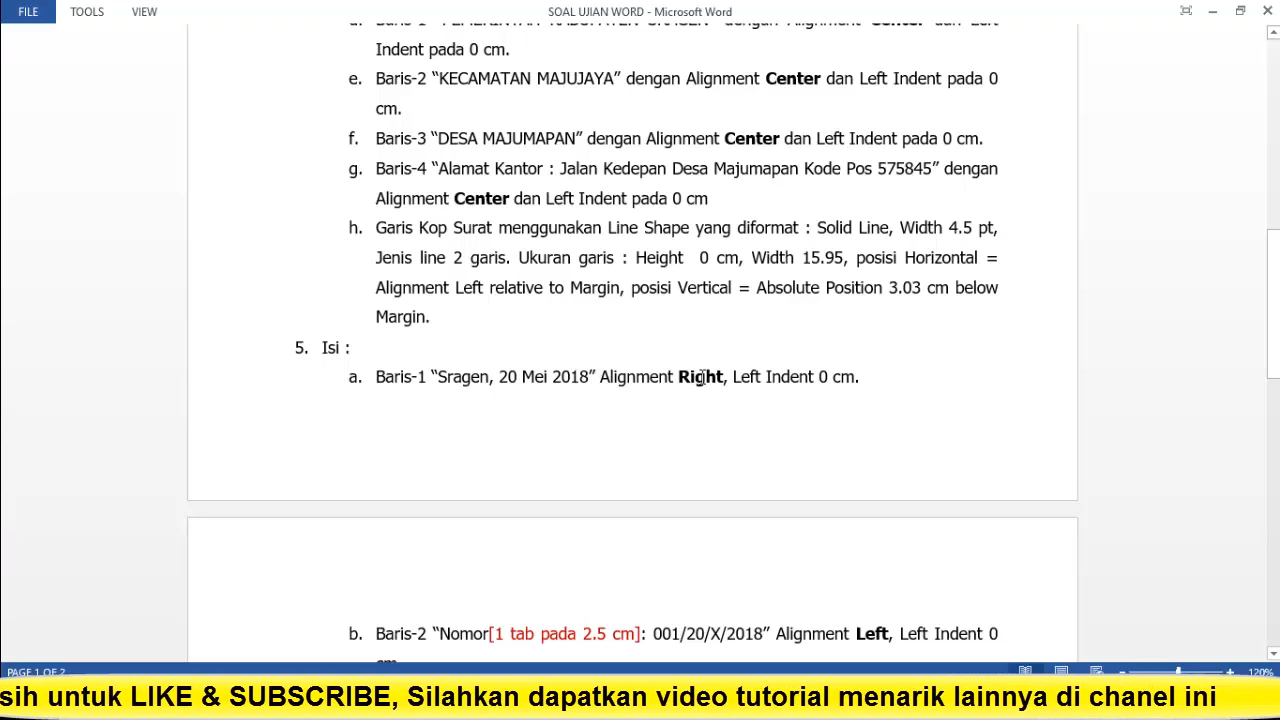 FILE TOOLS VIEW SOAL UJIAN WORD - Microsoft Word
Indent pada 0 cm.
e. Baris-2 “KECAMATAN MAJUJAYA” dengan Alignment Center dan Left Indent pada 0
cm.
f. Baris-3 “DESA MAJUMAPAN” dengan Alignment Center dan Left Indent pada 0 cm.
g. Baris-4 “Alamat Kantor : Jalan Kedepan Desa Majumapan Kode Pos 575845” dengan
Alignment Center dan Left Indent pada 0 cm
h. Garis Kop Surat menggunakan Line Shape yang diformat : Solid Line, Width 4.5 pt,
Jenis line 2 garis. Ukuran garis : Height 0 cm, Width 15.95, posisi Horizontal =
Alignment Left relative to Margin, posisi Vertical = Absolute Position 3.03 cm below
Margin.
5. Isi :
a. Baris-1 “Sragen, 20 Mei 2018” Alignment Right, Left Indent 0 cm.
b. Baris-2 “Nomor[1 tab pada 2.5 cm]: 001/20/X/2018” Alignment Left, Left Indent 0
PAGE 1 OF 2 120%
sih untuk LIKE & SUBSCRIBE, Silahkan dapatkan video tutorial menarik lainnya di chanel ini